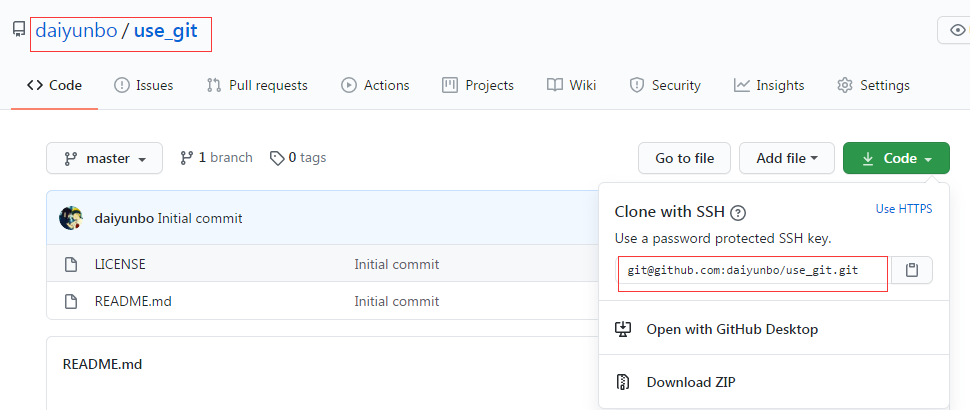 daiyunbo / use_git
Code Issues Pull requests Actions Projects Wiki Security Insights Settings
master 1 branch 0 tags Go to file Add file Code
daiyunbo Initial commit
LICENSE Initial commit
README.md Initial commit
README.md
Clone with SSH Use HTTPS
Use a password protected SSH key.
git@github.com:daiyunbo/use_git.git
Open with GitHub Desktop
Download ZIP